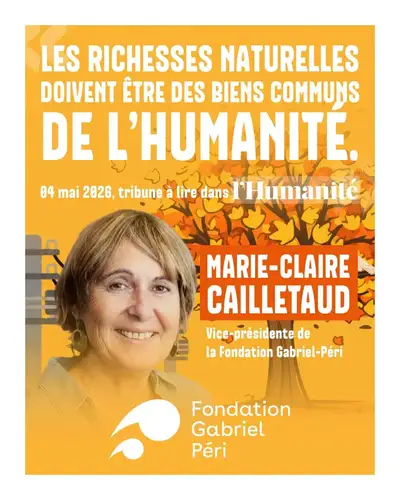 LES RICHESSES NATURELLES
DOIVENT ÊTRE DES BIENS COMMUNS
DE L'HUMANITÉ.
04 mai 2026, tribune à lire dans l'Humanité
MARIE-CLAIRE
CAILLETAUD
Vice-présidente de
la Fondation Gabriel-Péri
Fondation
Gabriel
Péri